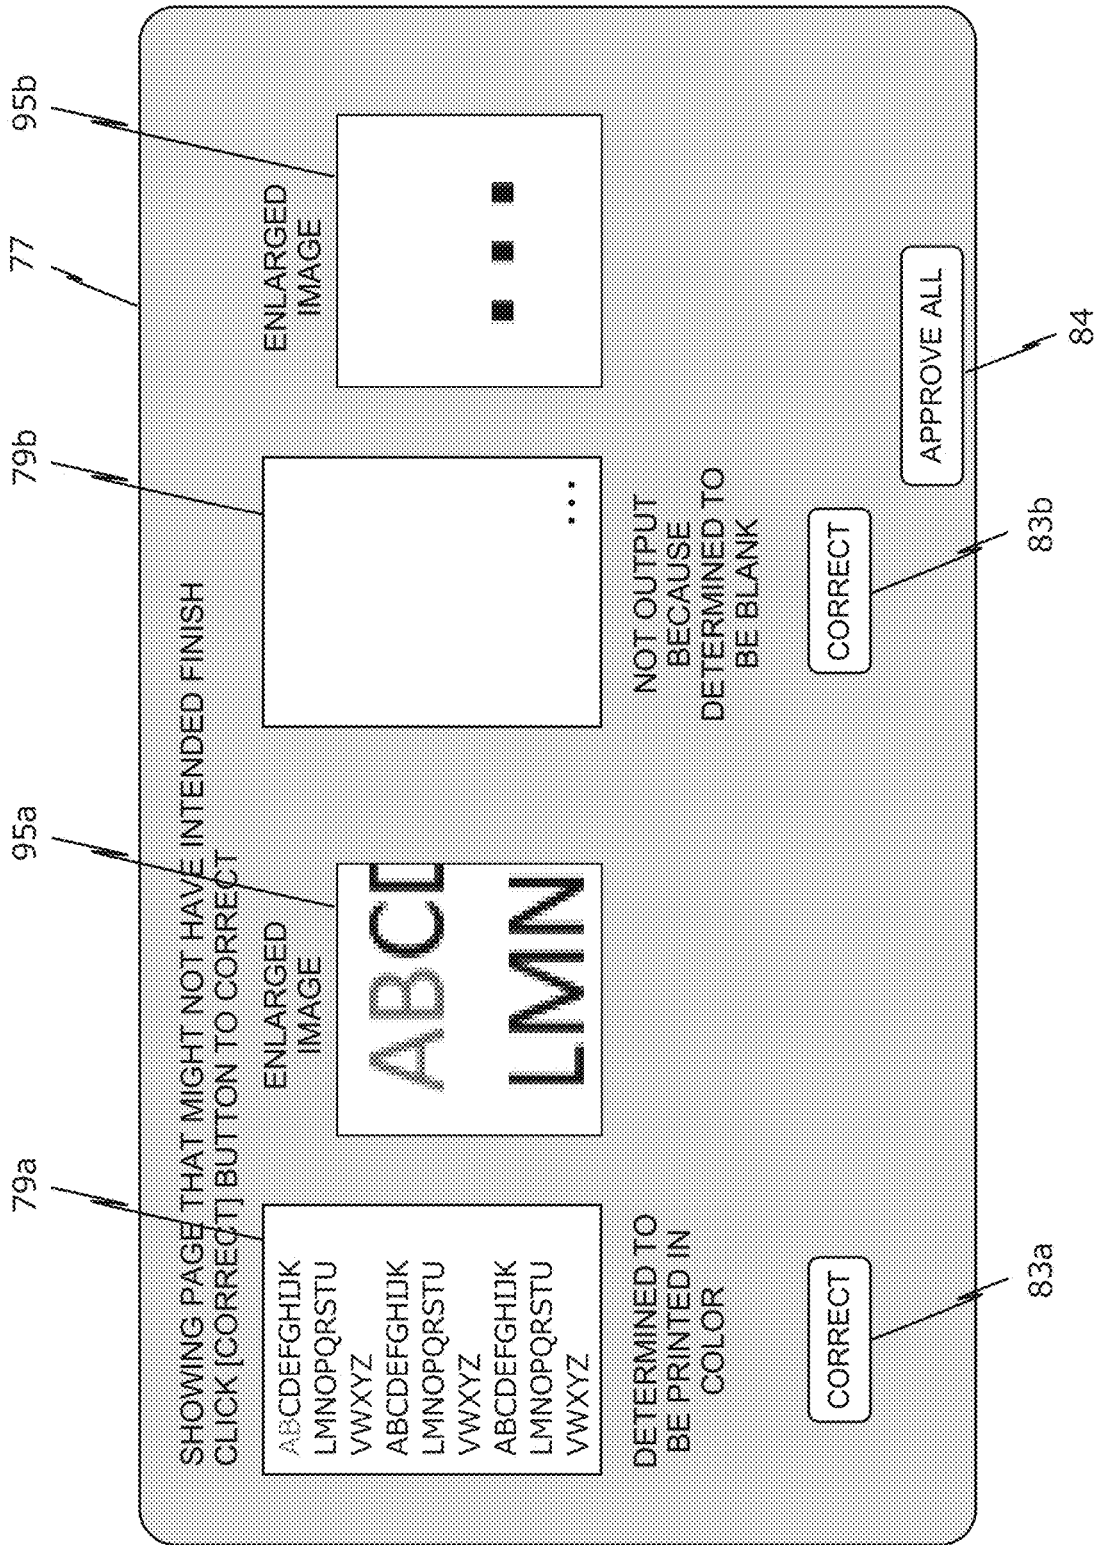 77
SHOWING PAGE THAT MIGHT NOT HAVE INTENDED FINISH
CLICK [CORRECT] BUTTON TO CORRECT
79a
95a
79b
95b
ABCDEFGHIJK
LMNOPQRSTU
VWXYZ
ABCDEFGHIJK
LMNOPQRSTU
VWXYZ
ABCDEFGHIJK
LMNOPQRSTU
VWXYZ
ENLARGED
IMAGE
ABCD
LMN
ENLARGED
IMAGE
DETERMINED TO
BE PRINTED IN
COLOR
NOT OUTPUT
BECAUSE
DETERMINED TO
BE BLANK
CORRECT
CORRECT
APPROVE ALL
83a
83b
84